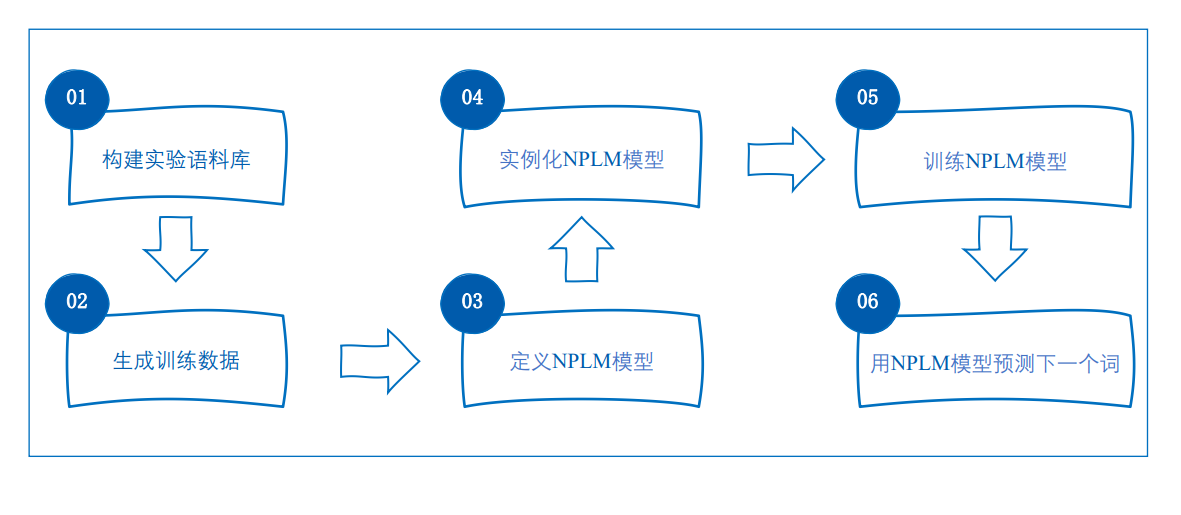 01
构建实验语料库
02
生成训练数据
03
定义NPLM模型
04
实例化NPLM模型
05
训练NPLM模型
06
用NPLM模型预测下一个词